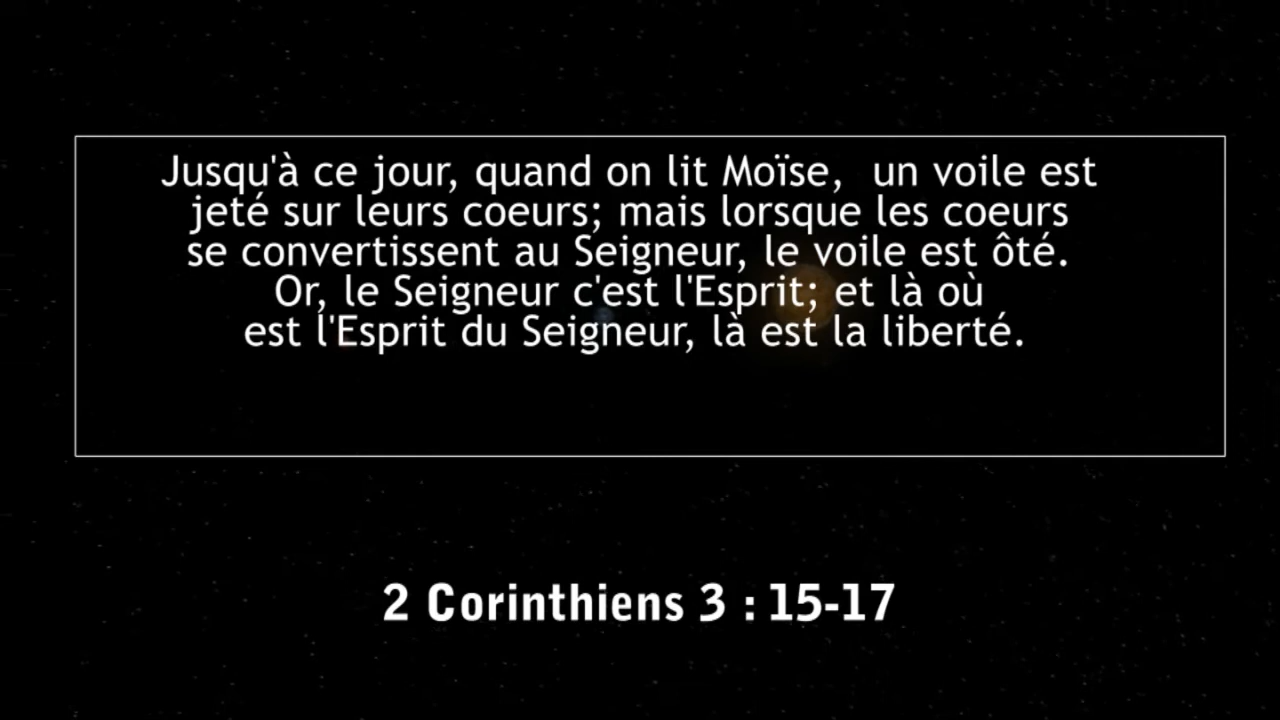 Jusqu'à ce jour, quand on lit Moïse,  un voile est
jeté sur leurs coeurs; mais lorsque les coeurs
se convertissent au Seigneur, le voile est ôté.
Or, le Seigneur c'est l'Esprit; et là où
est l'Esprit du Seigneur, là est la liberté.
2 Corinthiens 3 : 15-17